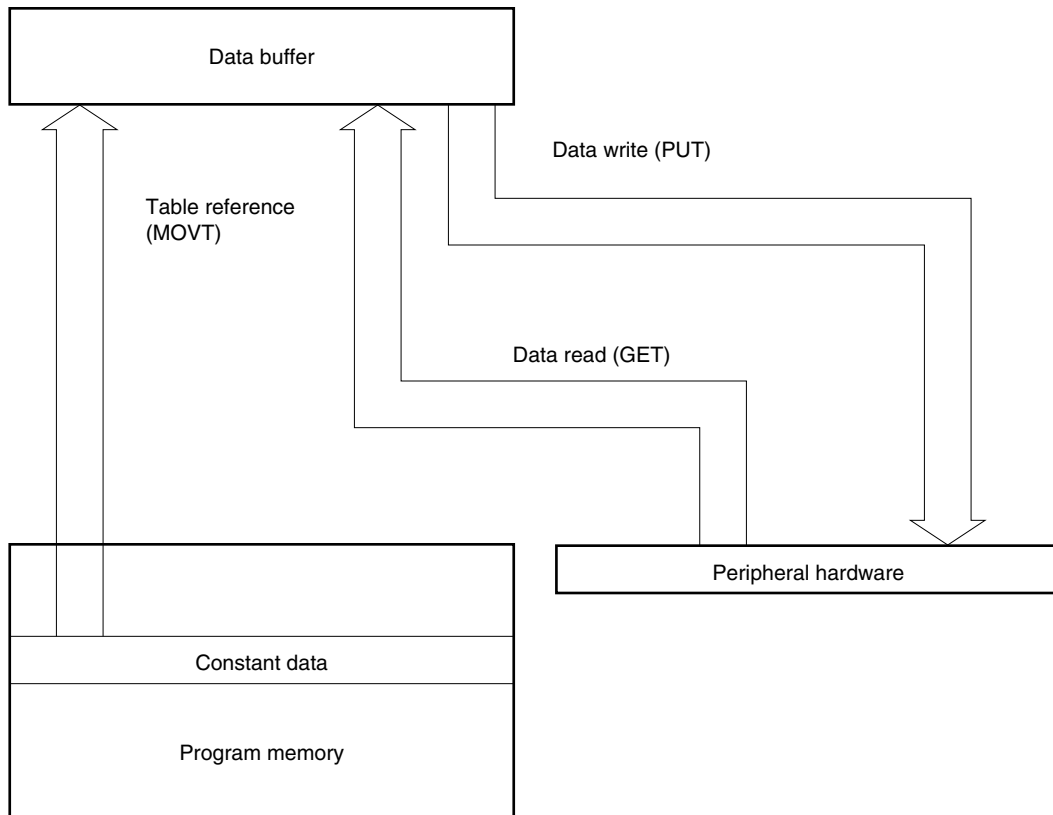 Data buffer
Data write (PUT)
Table reference
(MOVT)
Data read (GET)
Peripheral hardware
Constant data
Program memory